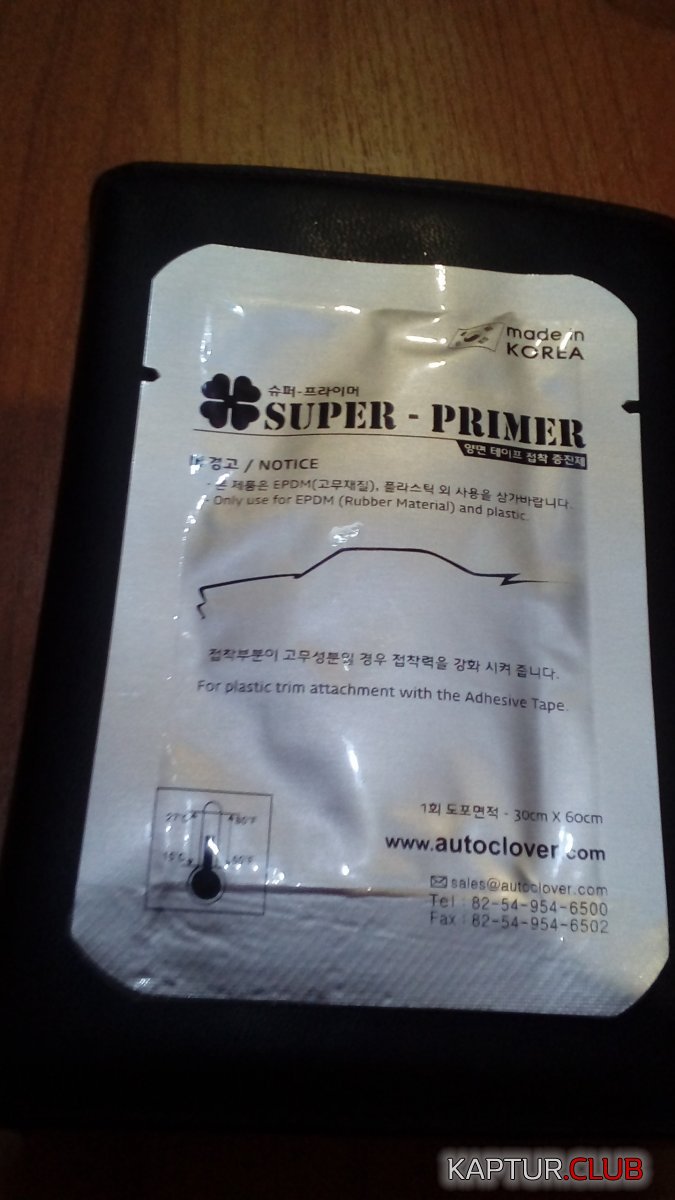 made in
KOREA
슈퍼-프라이머
SUPER - PRIMER
양면 테이프 접착 증진제
경고 / NOTICE
- 본 제품은 EPDM(고무재질), 플라스틱 외 사용을 삼가바랍니다.
- Only use for EPDM (Rubber Material) and plastic.
접착부분이 고무성분일 경우 접착력을 강화 시켜 줍니다.
For plastic trim attachment with the Adhesive Tape.
27°C 80°F
15°C 60°F
1회 도포면적 - 30cm X 60cm
www.autoclover.com
sales@autoclover.com
Tel : 82-54-954-6500
Fax : 82-54-954-6502
KAPTUR.CLUB